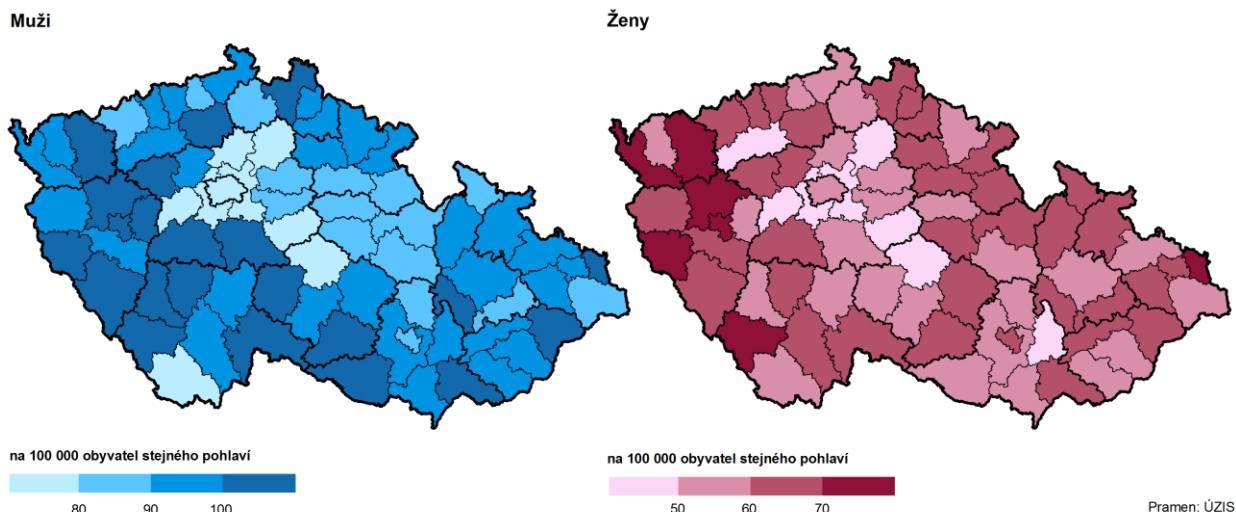 Muži
Ženy
na 100 000 obyvatel stejného pohlaví
80 90 100
na 100 000 obyvatel stejného pohlaví
50 60 70
Pramen: ÚZIS